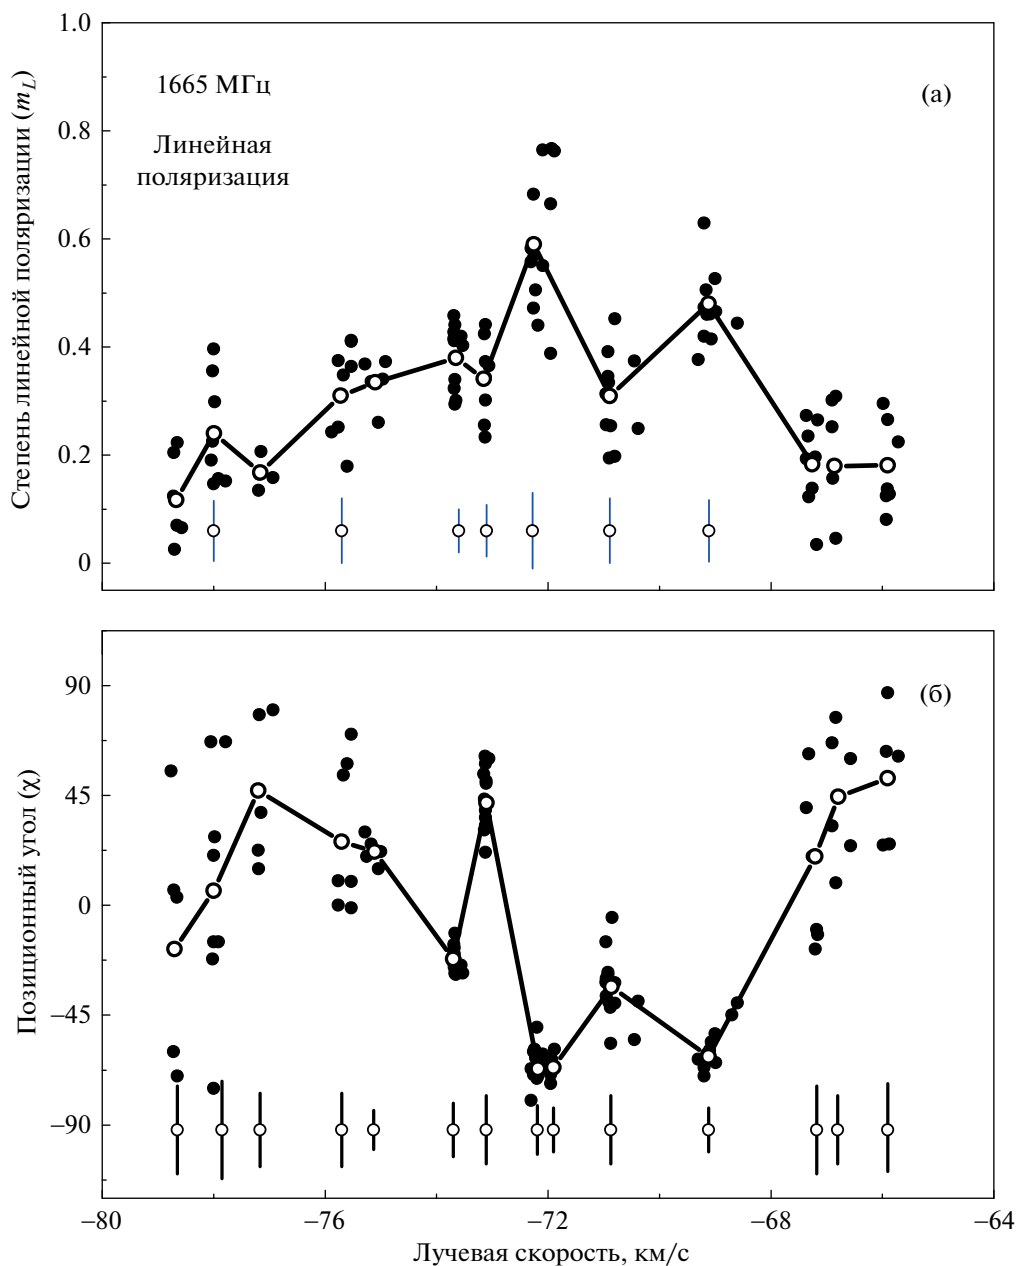 1.0
1665 МГц
(а)
Линейная
поляризация
0.8
0.6
0.4
0.2
0
Степень линейной поляризации (m_L)
(б)
90
45
0
−45
−90
Позиционный угол (χ)
−80
−76
−72
−68
−64
Лучевая скорость, км/с